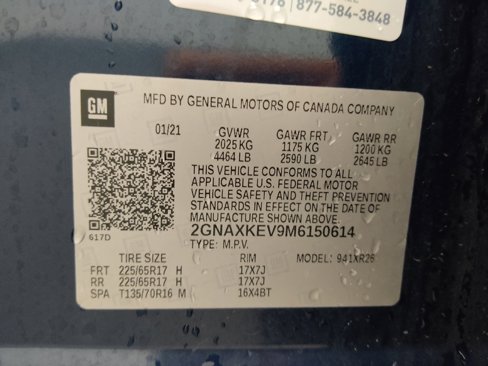 877-584-3848
GM
MFD BY GENERAL MOTORS OF CANADA COMPANY
01/21 GVWR GAWR FRT GAWR RR
2025 KG 1175 KG 1200 KG
4464 LB 2590 LB 2645 LB
THIS VEHICLE CONFORMS TO ALL
APPLICABLE U.S. FEDERAL MOTOR
VEHICLE SAFETY AND THEFT PREVENTION
STANDARDS IN EFFECT ON THE DATE OF
MANUFACTURE SHOWN ABOVE.
617D
2GNAXKEV9M6150614
TYPE: M.P.V.
TIRE SIZE RIM MODEL: 941XR26
FRT 225/65R17 H 17X7J
RR 225/65R17 H 17X7J
SPA T135/70R16 M 16X4BT